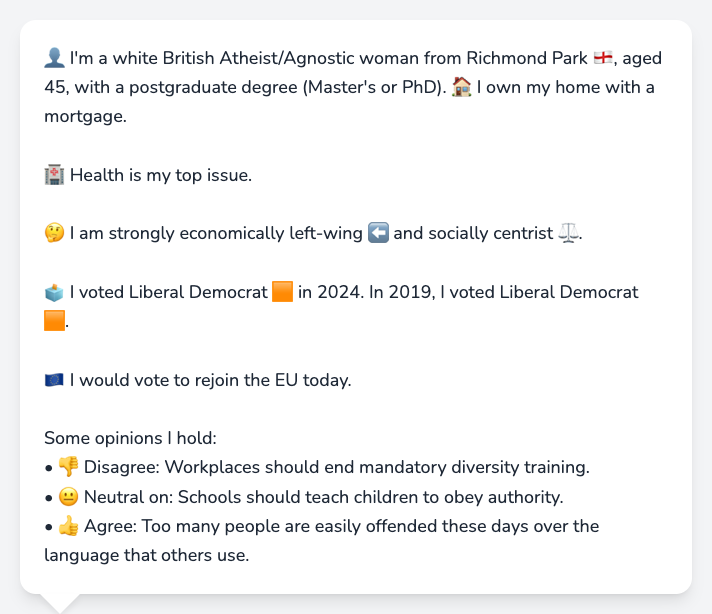 👤 I'm a white British Atheist/Agnostic woman from Richmond Park 🏴󠁧󠁢󠁥󠁮󠁧󠁿, aged
45, with a postgraduate degree (Master's or PhD). 🏠 I own my home with a
mortgage.
🏥 Health is my top issue.
🤔 I am strongly economically left-wing ⬅️ and socially centrist ⚖️.
🗳️ I voted Liberal Democrat 🟧 in 2024. In 2019, I voted Liberal Democrat
🟧.
🇪🇺 I would vote to rejoin the EU today.
Some opinions I hold:
• 👎 Disagree: Workplaces should end mandatory diversity training.
• 😐 Neutral on: Schools should teach children to obey authority.
• 👍 Agree: Too many people are easily offended these days over the
language that others use.